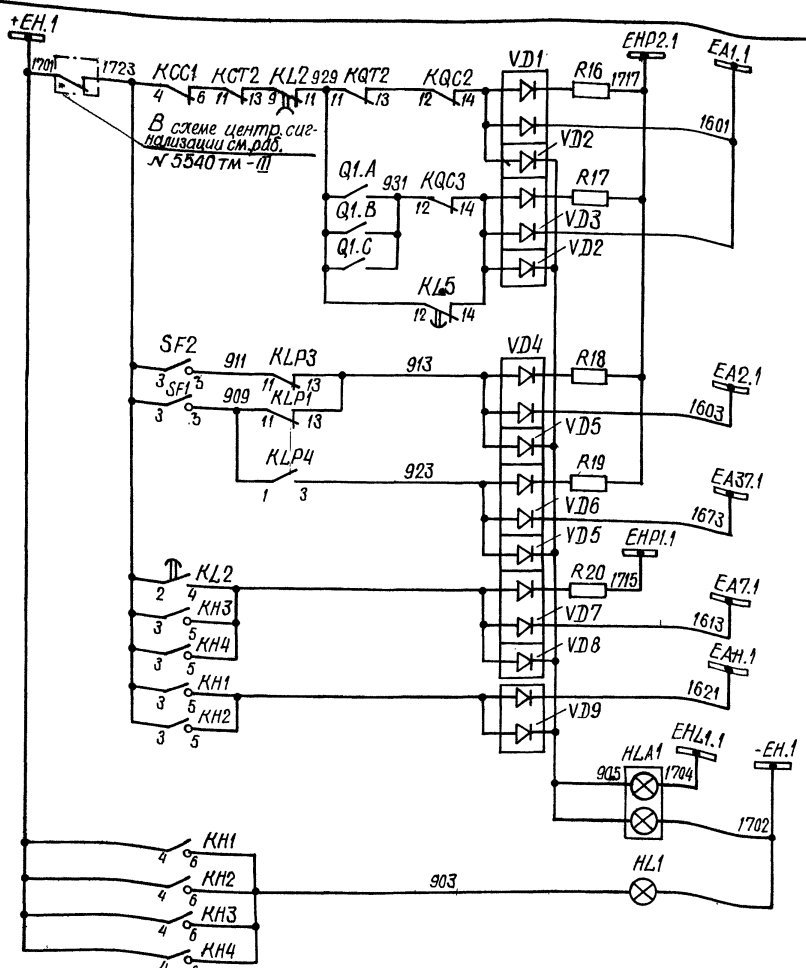 +EH.1
EHP2.1
EA1.1
1701
1723
KCC1
4 6
KCT2
11 13
KL2
9 11
929
KQT2
11 13
KQC2
12 14
VD1
R16
1717
1601
В схеме центр. сиг-
нализации см. раб.
N 5540 тм - III
VD2
Q1.A
931
KQC3
12 14
R17
Q1.B
VD3
Q1.C
VD2
KL5
12 14
SF2
3 3
911
KLP3
11 13
913
VD4
R18
EA2.1
SF1
3 3
909
KLP1
11 13
1603
VD5
KLP4
1 3
923
R19
EA37.1
VD6
1673
VD5
EHP1.1
KL2
2 4
R20
1715
EA7.1
KH3
3 5
VD7
1613
KH4
3 5
VD8
EAH.1
KH1
3 5
1621
KH2
3 5
VD9
HLA1
EHL1.1
-EH.1
905
1704
1702
KH1
4 6
HL1
KH2
4 6
903
KH3
4 6
KH4
4